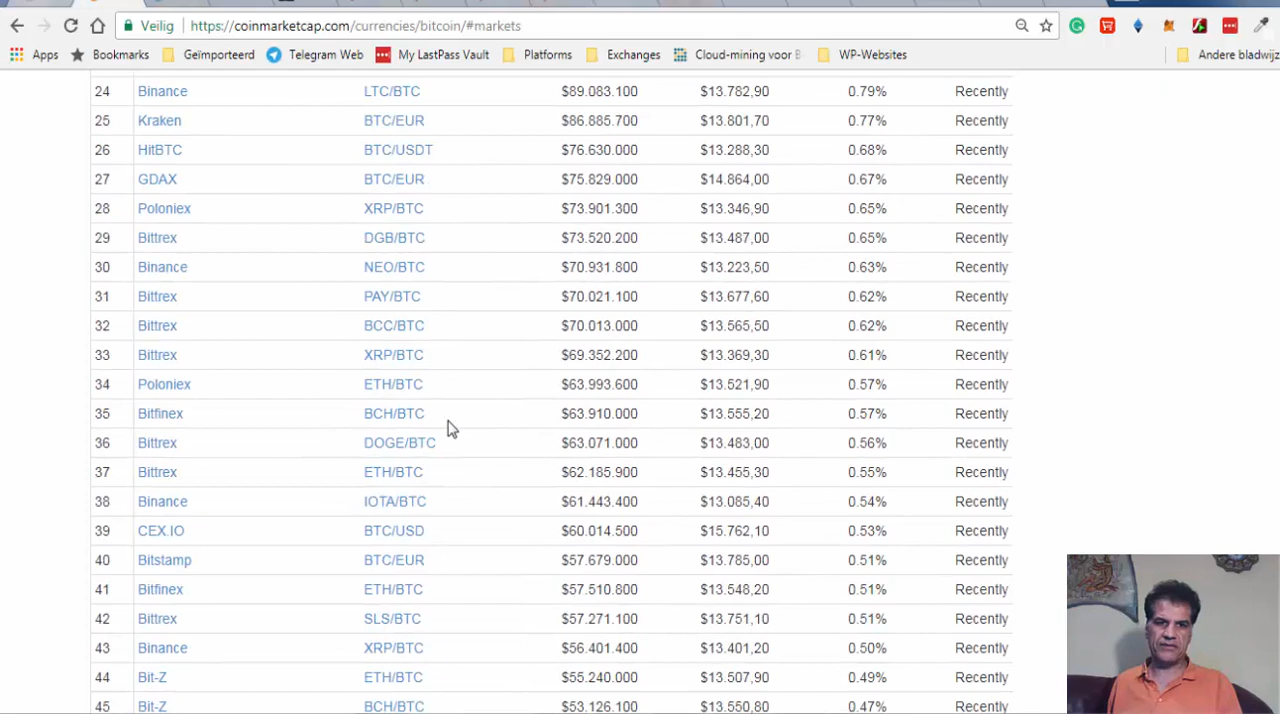 Veilig https://coinmarketcap.com/currencies/bitcoin/#markets
Apps Bookmarks Geïmporteerd Telegram Web My LastPass Vault Platforms Exchanges Cloud-mining voor B WP-Websites Andere bladwijz
24 Binance LTC/BTC $89.083.100 $13.782,90 0.79% Recently
25 Kraken BTC/EUR $86.885.700 $13.801,70 0.77% Recently
26 HitBTC BTC/USDT $76.630.000 $13.288,30 0.68% Recently
27 GDAX BTC/EUR $75.829.000 $14.864,00 0.67% Recently
28 Poloniex XRP/BTC $73.901.300 $13.346,90 0.65% Recently
29 Bittrex DGB/BTC $73.520.200 $13.487,00 0.65% Recently
30 Binance NEO/BTC $70.931.800 $13.223,50 0.63% Recently
31 Bittrex PAY/BTC $70.021.100 $13.677,60 0.62% Recently
32 Bittrex BCC/BTC $70.013.000 $13.565,50 0.62% Recently
33 Bittrex XRP/BTC $69.352.200 $13.369,30 0.61% Recently
34 Poloniex ETH/BTC $63.993.600 $13.521,90 0.57% Recently
35 Bitfinex BCH/BTC $63.910.000 $13.555,20 0.57% Recently
36 Bittrex DOGE/BTC $63.071.000 $13.483,00 0.56% Recently
37 Bittrex ETH/BTC $62.185.900 $13.455,30 0.55% Recently
38 Binance IOTA/BTC $61.443.400 $13.085,40 0.54% Recently
39 CEX.IO BTC/USD $60.014.500 $15.762,10 0.53% Recently
40 Bitstamp BTC/EUR $57.679.000 $13.785,00 0.51% Recently
41 Bitfinex ETH/BTC $57.510.800 $13.548,20 0.51% Recently
42 Bittrex SLS/BTC $57.271.100 $13.751,10 0.51% Recently
43 Binance XRP/BTC $56.401.400 $13.401,20 0.50% Recently
44 Bit-Z ETH/BTC $55.240.000 $13.507,90 0.49% Recently
45 Bit-Z BCH/BTC $53.126.100 $13.550,80 0.47% Recently